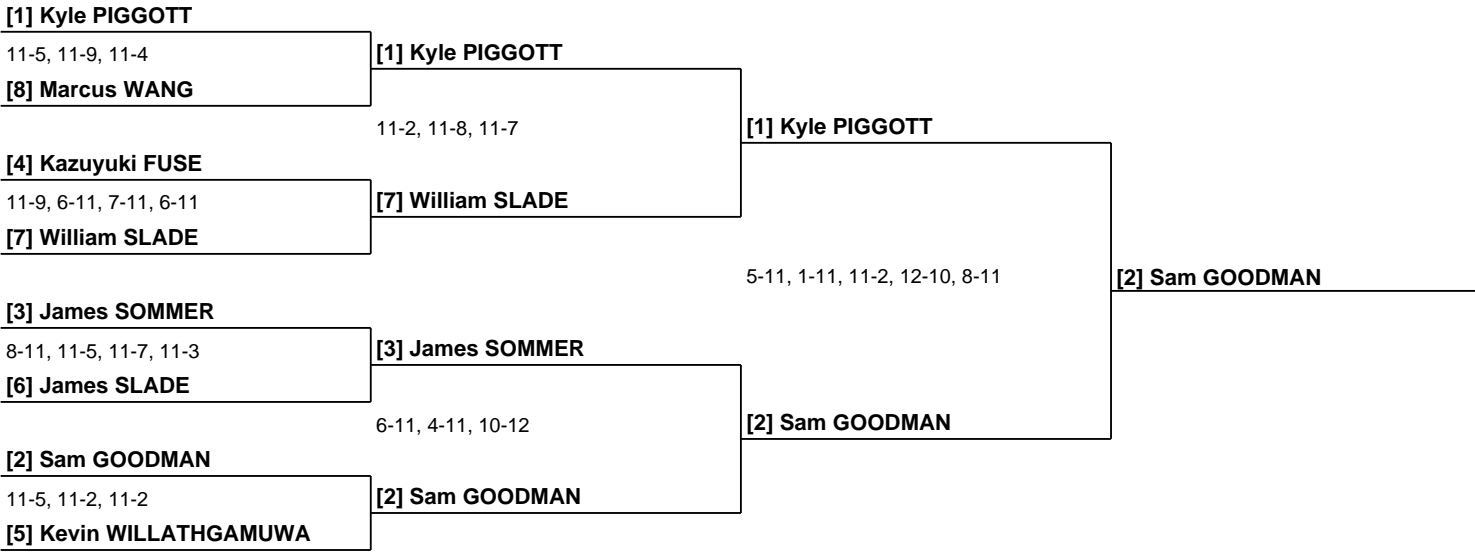 [1] Kyle PIGGOTT
11-5, 11-9, 11-4
[1] Kyle PIGGOTT
[8] Marcus WANG
11-2, 11-8, 11-7
[1] Kyle PIGGOTT
[4] Kazuyuki FUSE
11-9, 6-11, 7-11, 6-11
[7] William SLADE
[7] William SLADE
5-11, 1-11, 11-2, 12-10, 8-11
[2] Sam GOODMAN
[3] James SOMMER
8-11, 11-5, 11-7, 11-3
[3] James SOMMER
[6] James SLADE
6-11, 4-11, 10-12
[2] Sam GOODMAN
[2] Sam GOODMAN
11-5, 11-2, 11-2
[2] Sam GOODMAN
[5] Kevin WILLATHGAMUWA